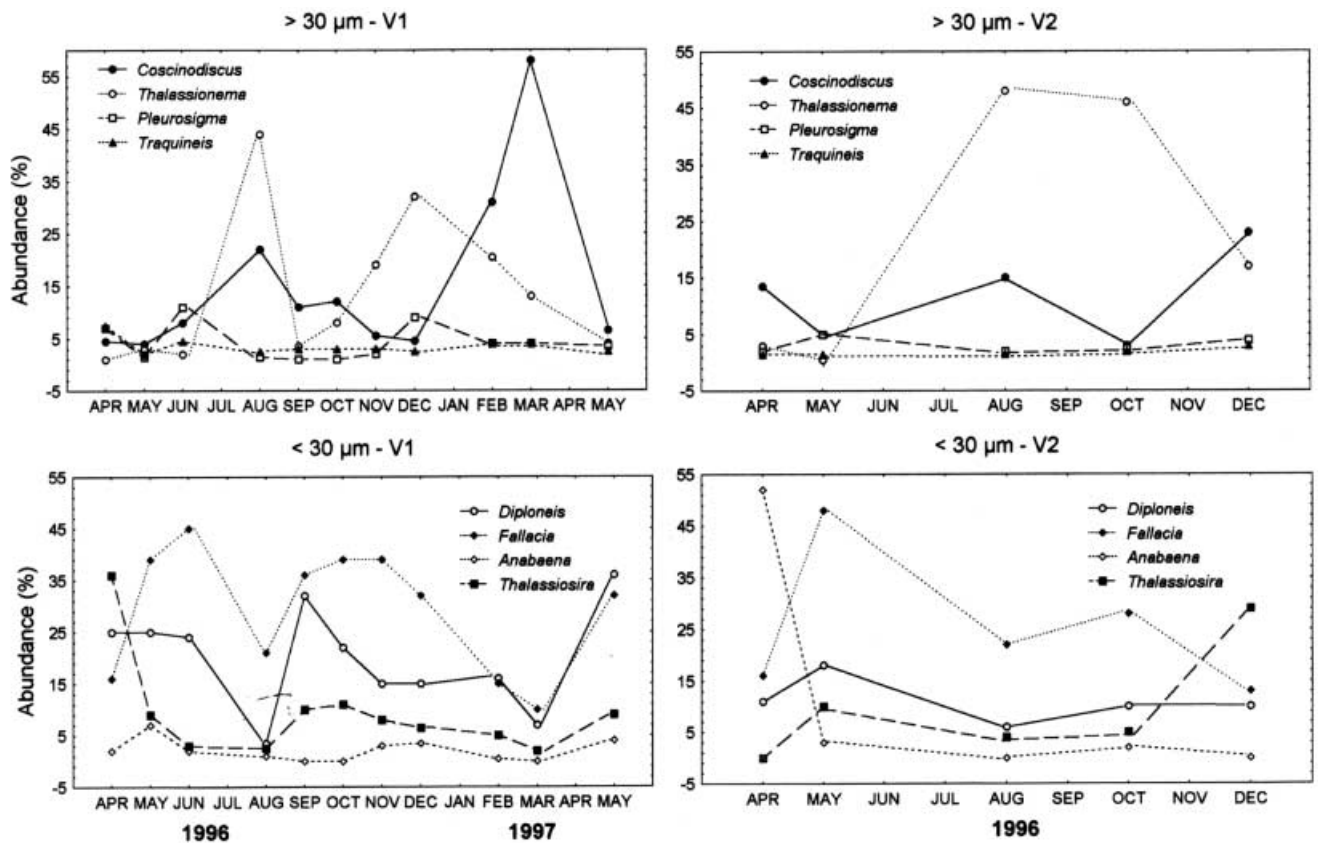 > 30 µm - V1
Abundance (%)
55
45
35
25
15
5
-5
Coscinodiscus
Thalassionema
Pleurosigma
Traquineis
APR MAY JUN JUL AUG SEP OCT NOV DEC JAN FEB MAR APR MAY
> 30 µm - V2
55
45
35
25
15
5
-5
Coscinodiscus
Thalassionema
Pleurosigma
Traquineis
APR MAY JUN JUL AUG SEP OCT NOV DEC
< 30 µm - V1
Abundance (%)
55
45
35
25
15
5
-5
Diploneis
Fallacia
Anabaena
Thalassiosira
APR MAY JUN JUL AUG SEP OCT NOV DEC JAN FEB MAR APR MAY
1996 1997
< 30 µm - V2
55
45
35
25
15
5
-5
Diploneis
Fallacia
Anabaena
Thalassiosira
APR MAY JUN JUL AUG SEP OCT NOV DEC
1996